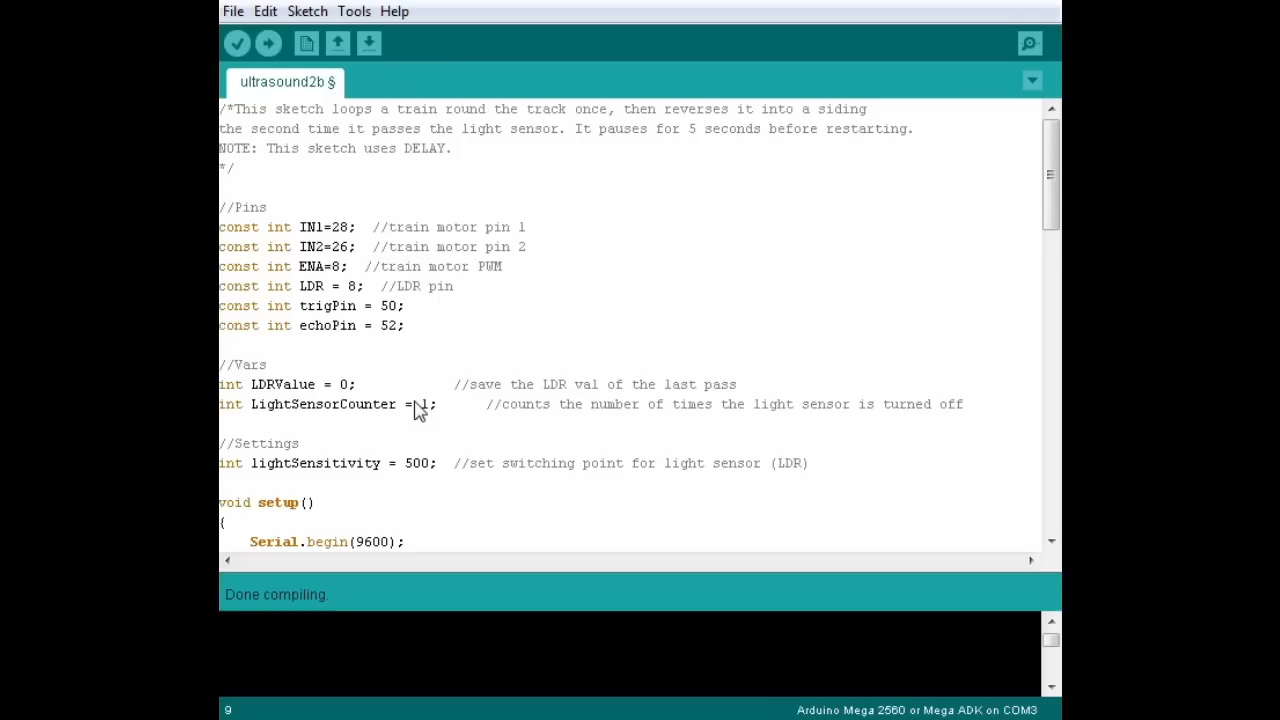 File Edit Sketch Tools Help
ultrasound2b §
/*This sketch loops a train round the track once, then reverses it into a siding
the second time it passes the light sensor. It pauses for 5 seconds before restarting.
NOTE: This sketch uses DELAY.
*/
//Pins
const int IN1=28; //train motor pin 1
const int IN2=26; //train motor pin 2
const int ENA=8; //train motor PWM
const int LDR = 8; //LDR pin
const int trigPin = 50;
const int echoPin = 52;
//Vars
int LDRValue = 0; //save the LDR val of the last pass
int LightSensorCounter = 1; //counts the number of times the light sensor is turned off
//Settings
int lightSensitivity = 500; //set switching point for light sensor (LDR)
void setup()
{
Serial.begin(9600);
Done compiling.
9 Arduino Mega 2560 or Mega ADK on COM3